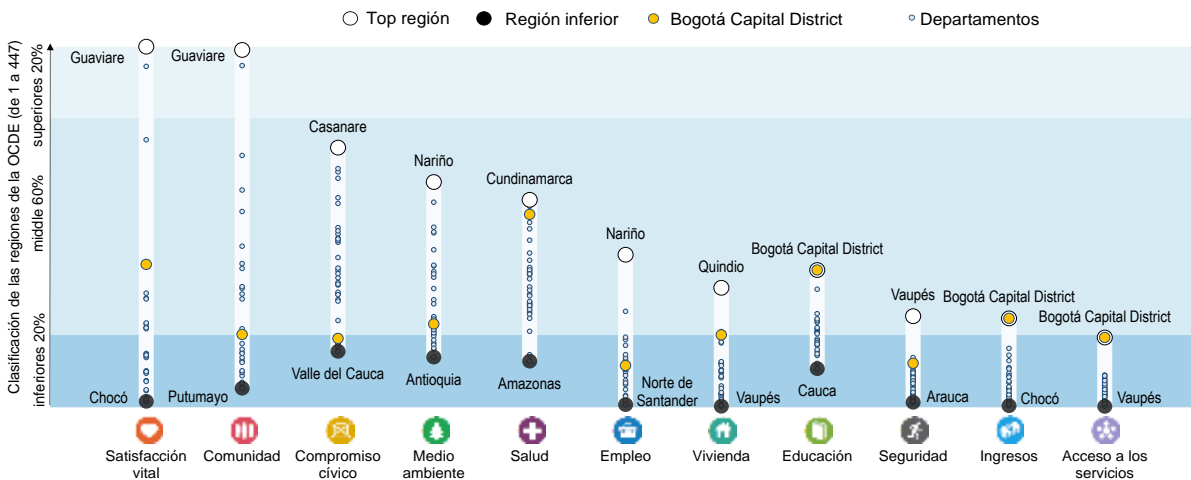 Top región
Región inferior
Bogotá Capital District
Departamentos
Clasificación de las regiones de la OCDE (de 1 a 447)
superiores 20%
middle 60%
inferiores 20%
Guaviare
Guaviare
Casanare
Nariño
Cundinamarca
Nariño
Quindio
Bogotá Capital District
Vaupés
Bogotá Capital District
Bogotá Capital District
Chocó
Putumayo
Valle del Cauca
Antioquia
Amazonas
Norte de
Santander
Vaupés
Cauca
Arauca
Chocó
Vaupés
Satisfacción
vital
Comunidad
Compromiso
cívico
Medio
ambiente
Salud
Empleo
Vivienda
Educación
Seguridad
Ingresos
Acceso a los
servicios